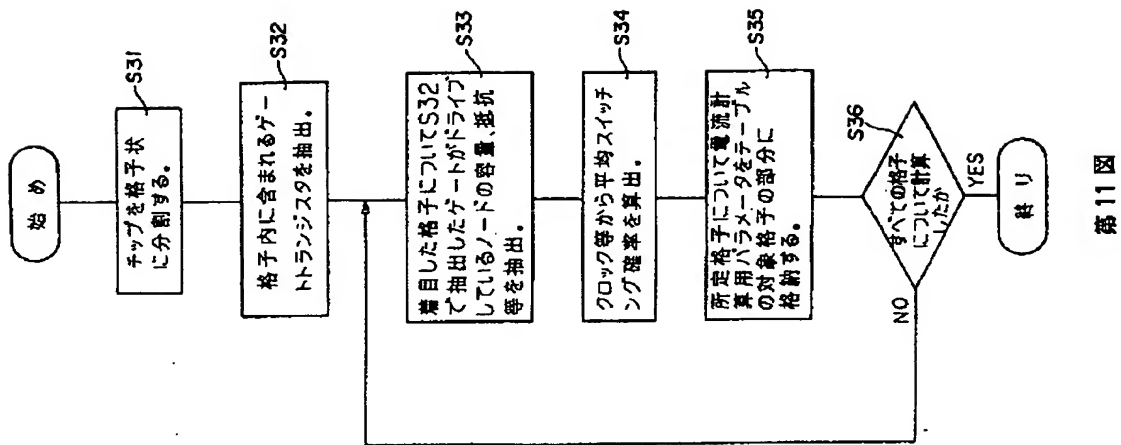 始め
S31
チップを格子状
に分割する。
S32
格子内に含まれるゲー
トトランジスタを抽出。
S33
着目した格子についてS32
で抽出したゲートがドライブ
しているノードの容量、抵抗
等を抽出。
S34
クロック等から平均スイッチ
ング確率を算出。
S35
所定格子について電流計
算用パラメータをテーブル
の対象格子の部分に
格納する。
S36
すべての格子
について計算
したか
NO
YES
終リ
第11図